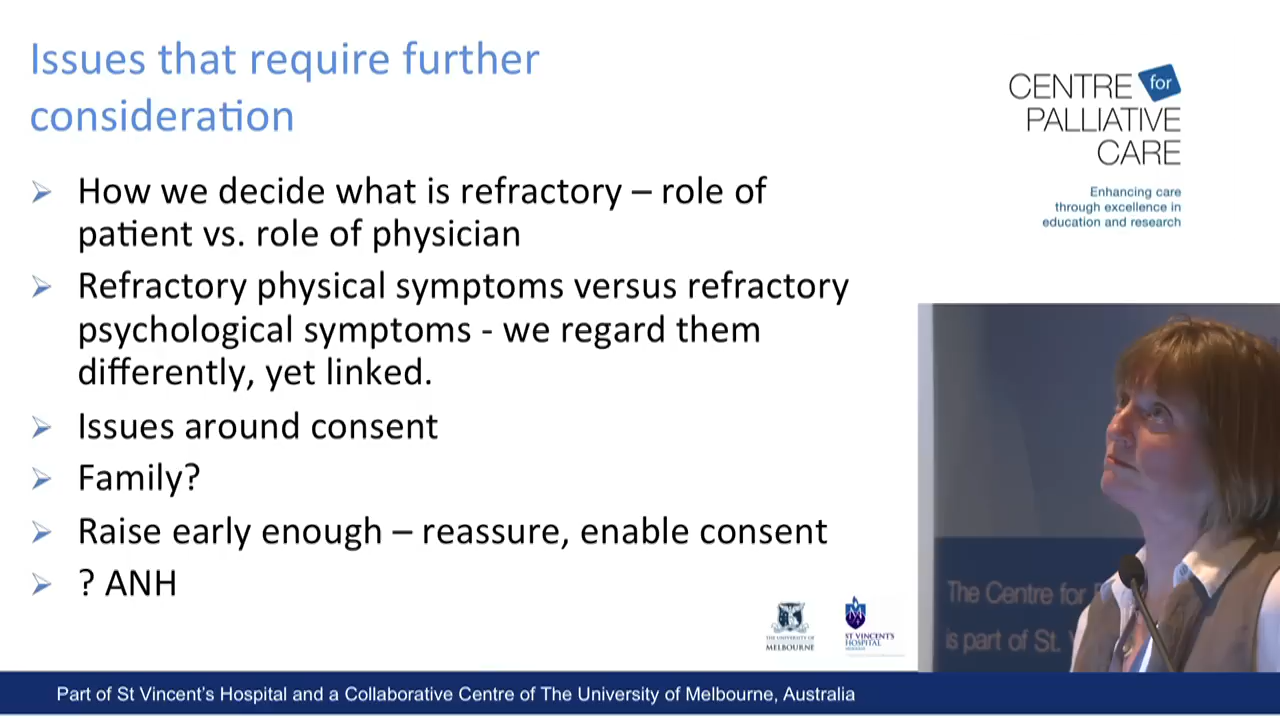 Issues that require further
consideration
CENTRE for
PALLIATIVE
CARE
Enhancing care
through excellence in
education and research
➢ How we decide what is refractory – role of
patient vs. role of physician
➢ Refractory physical symptoms versus refractory
psychological symptoms - we regard them
differently, yet linked.
➢ Issues around consent
➢ Family?
➢ Raise early enough – reassure, enable consent
➢ ? ANH
The Centre for
is part of St.
THE UNIVERSITY OF
MELBOURNE
ST VINCENT'S
HOSPITAL
Part of St Vincent's Hospital and a Collaborative Centre of The University of Melbourne, Australia